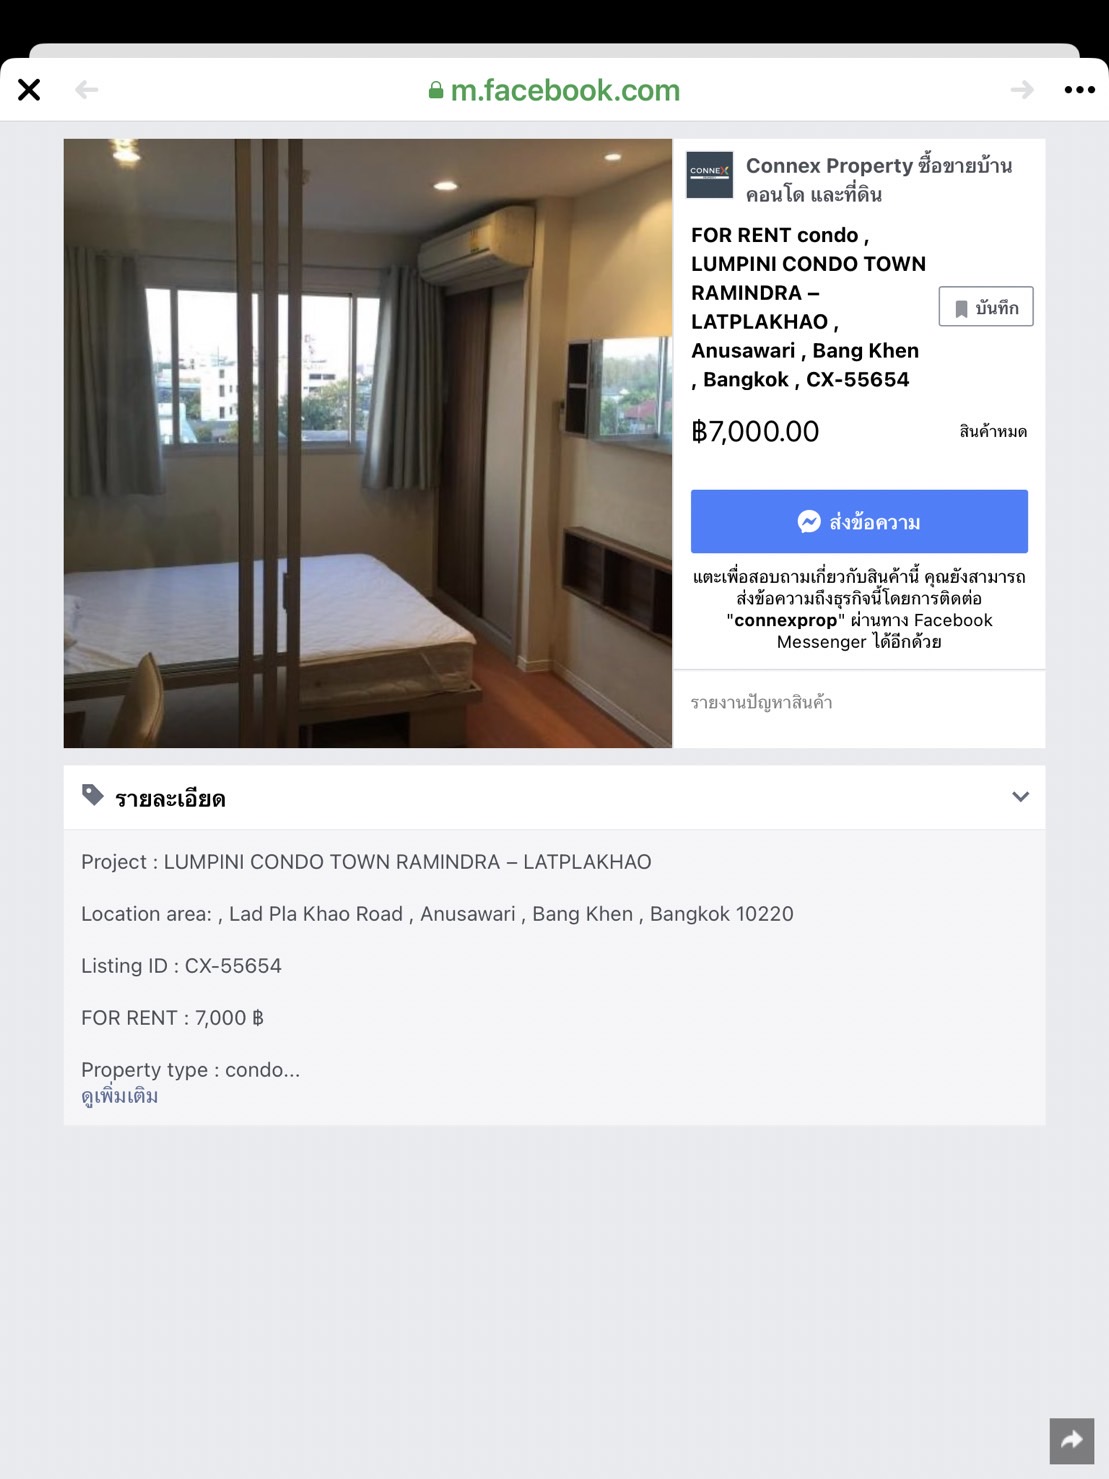 m.facebook.com
CONNEX
Connex Property ซื้อขายบ้าน
คอนโด และที่ดิน
FOR RENT condo ,
LUMPINI CONDO TOWN
RAMINDRA –
LATPLAKHAO ,
Anusawari , Bang Khen
, Bangkok , CX-55654
บันทึก
฿7,000.00
สินค้าหมด
ส่งข้อความ
แตะเพื่อสอบถามเกี่ยวกับสินค้านี้ คุณยังสามารถ
ส่งข้อความถึงธุรกิจนี้โดยการติดต่อ
"connexprop" ผ่านทาง Facebook
Messenger ได้อีกด้วย
รายงานปัญหาสินค้า
รายละเอียด
Project : LUMPINI CONDO TOWN RAMINDRA – LATPLAKHAO
Location area: , Lad Pla Khao Road , Anusawari , Bang Khen , Bangkok 10220
Listing ID : CX-55654
FOR RENT : 7,000 ฿
Property type : condo...
ดูเพิ่มเติม